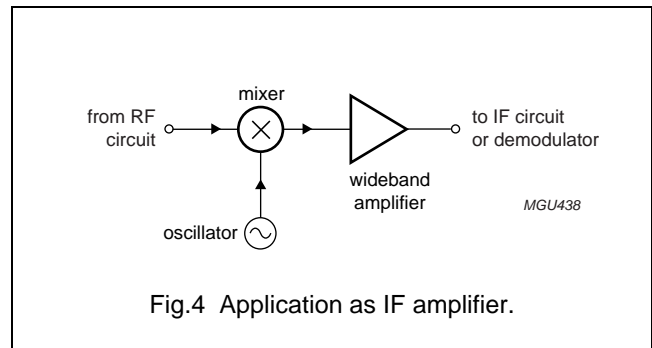 mixer
from RF
circuit
to IF circuit
or demodulator
wideband
amplifier
oscillator
MGU438
Fig.4 Application as IF amplifier.